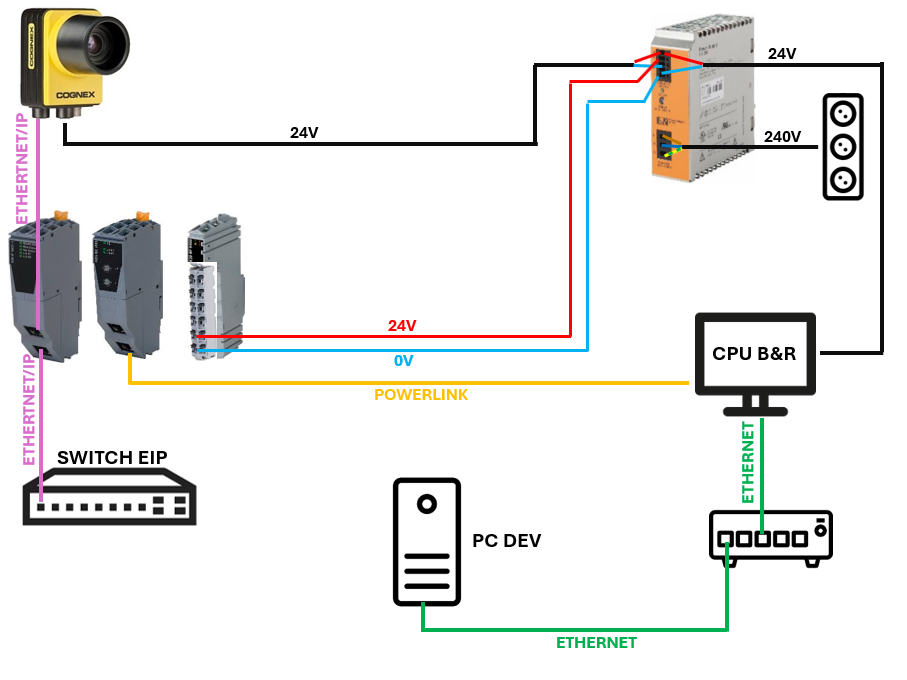 COGNEX
COGNEX
24V
240V
24V
ETHERTNET/IP
24V
0V
POWERLINK
CPU B&R
ETHERTNET/IP
SWITCH EIP
ETHERNET
PC DEV
ETHERNET